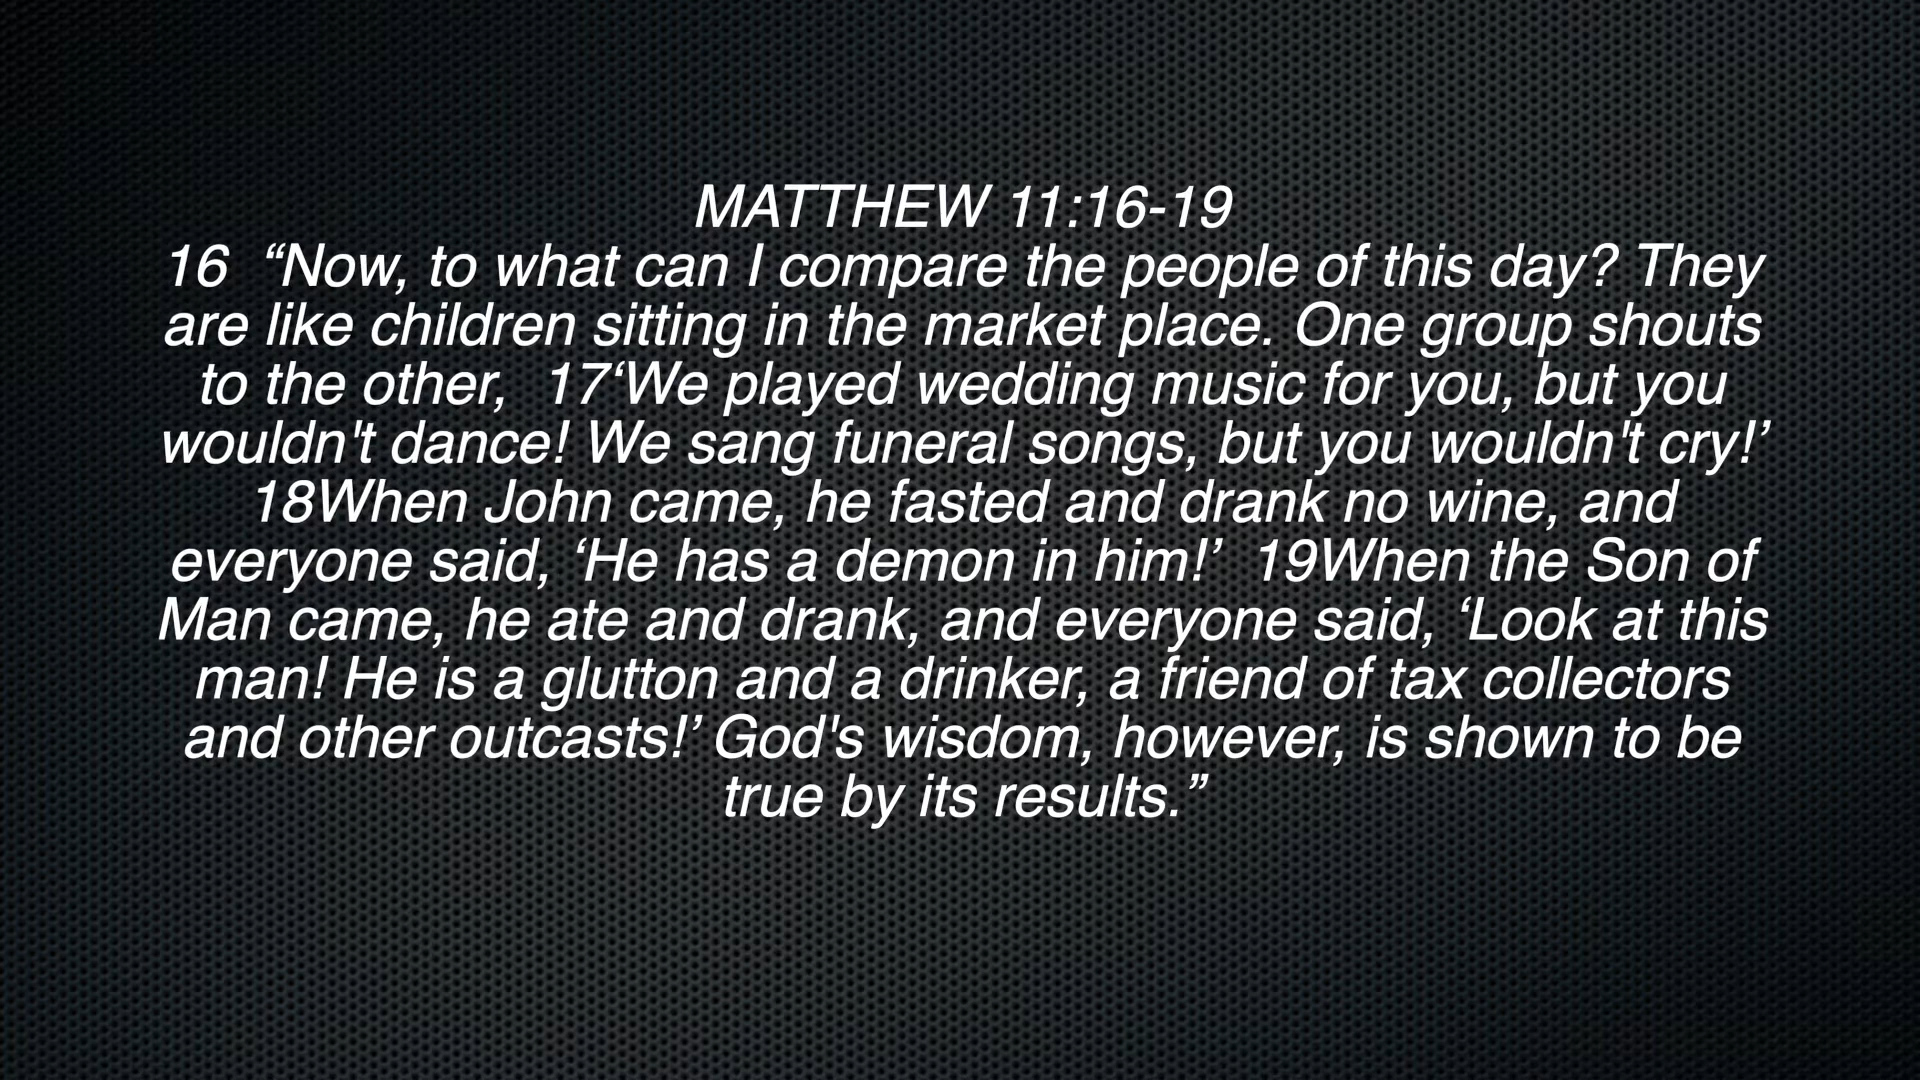 MATTHEW 11:16-19
16  “Now, to what can I compare the people of this day? They
are like children sitting in the market place. One group shouts
to the other,  17‘We played wedding music for you, but you
wouldn't dance! We sang funeral songs, but you wouldn't cry!’
18When John came, he fasted and drank no wine, and
everyone said, ‘He has a demon in him!’  19When the Son of
Man came, he ate and drank, and everyone said, ‘Look at this
man! He is a glutton and a drinker, a friend of tax collectors
and other outcasts!’ God's wisdom, however, is shown to be
true by its results.”